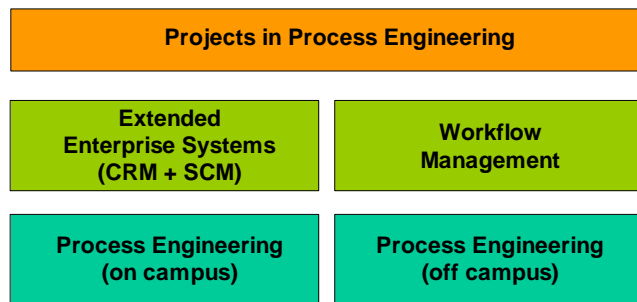 Projects in Process Engineering
Extended
Enterprise Systems
(CRM + SCM)
Workflow
Management
Process Engineering
(on campus)
Process Engineering
(off campus)